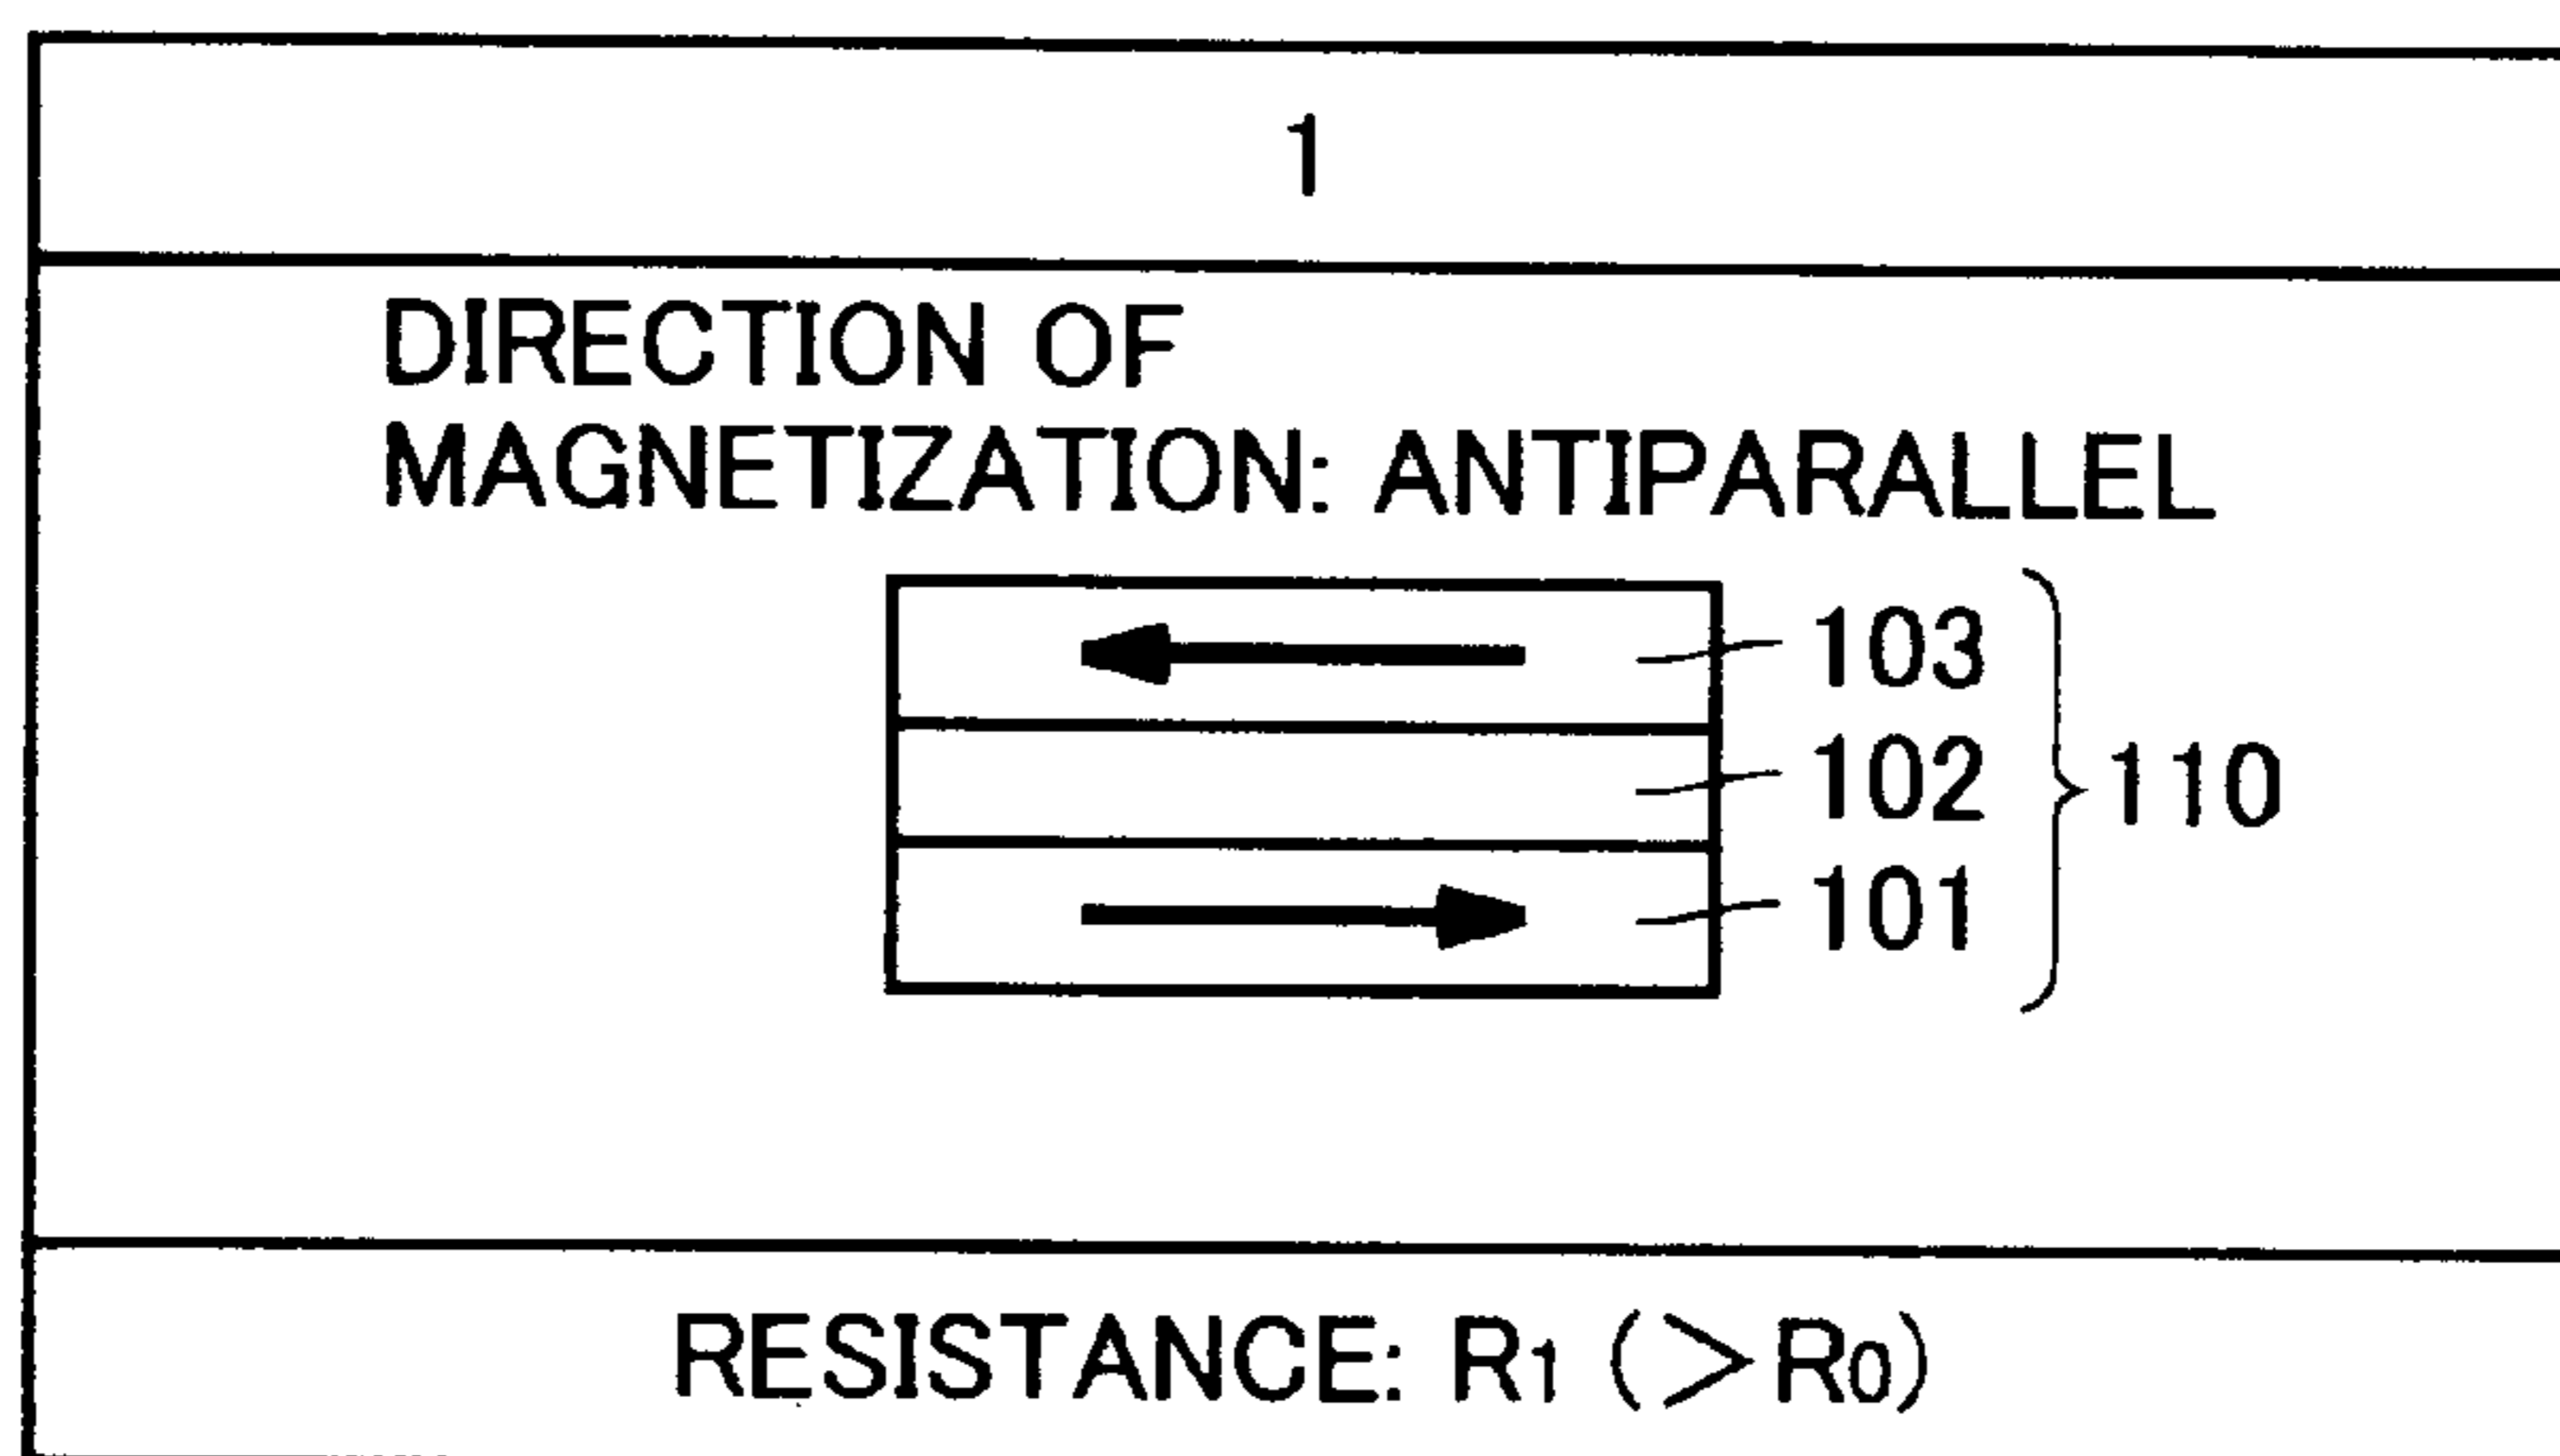 1
DIRECTION OF
MAGNETIZATION: ANTIPARALLEL
103
102
110
101
RESISTANCE: R1 (>R0)